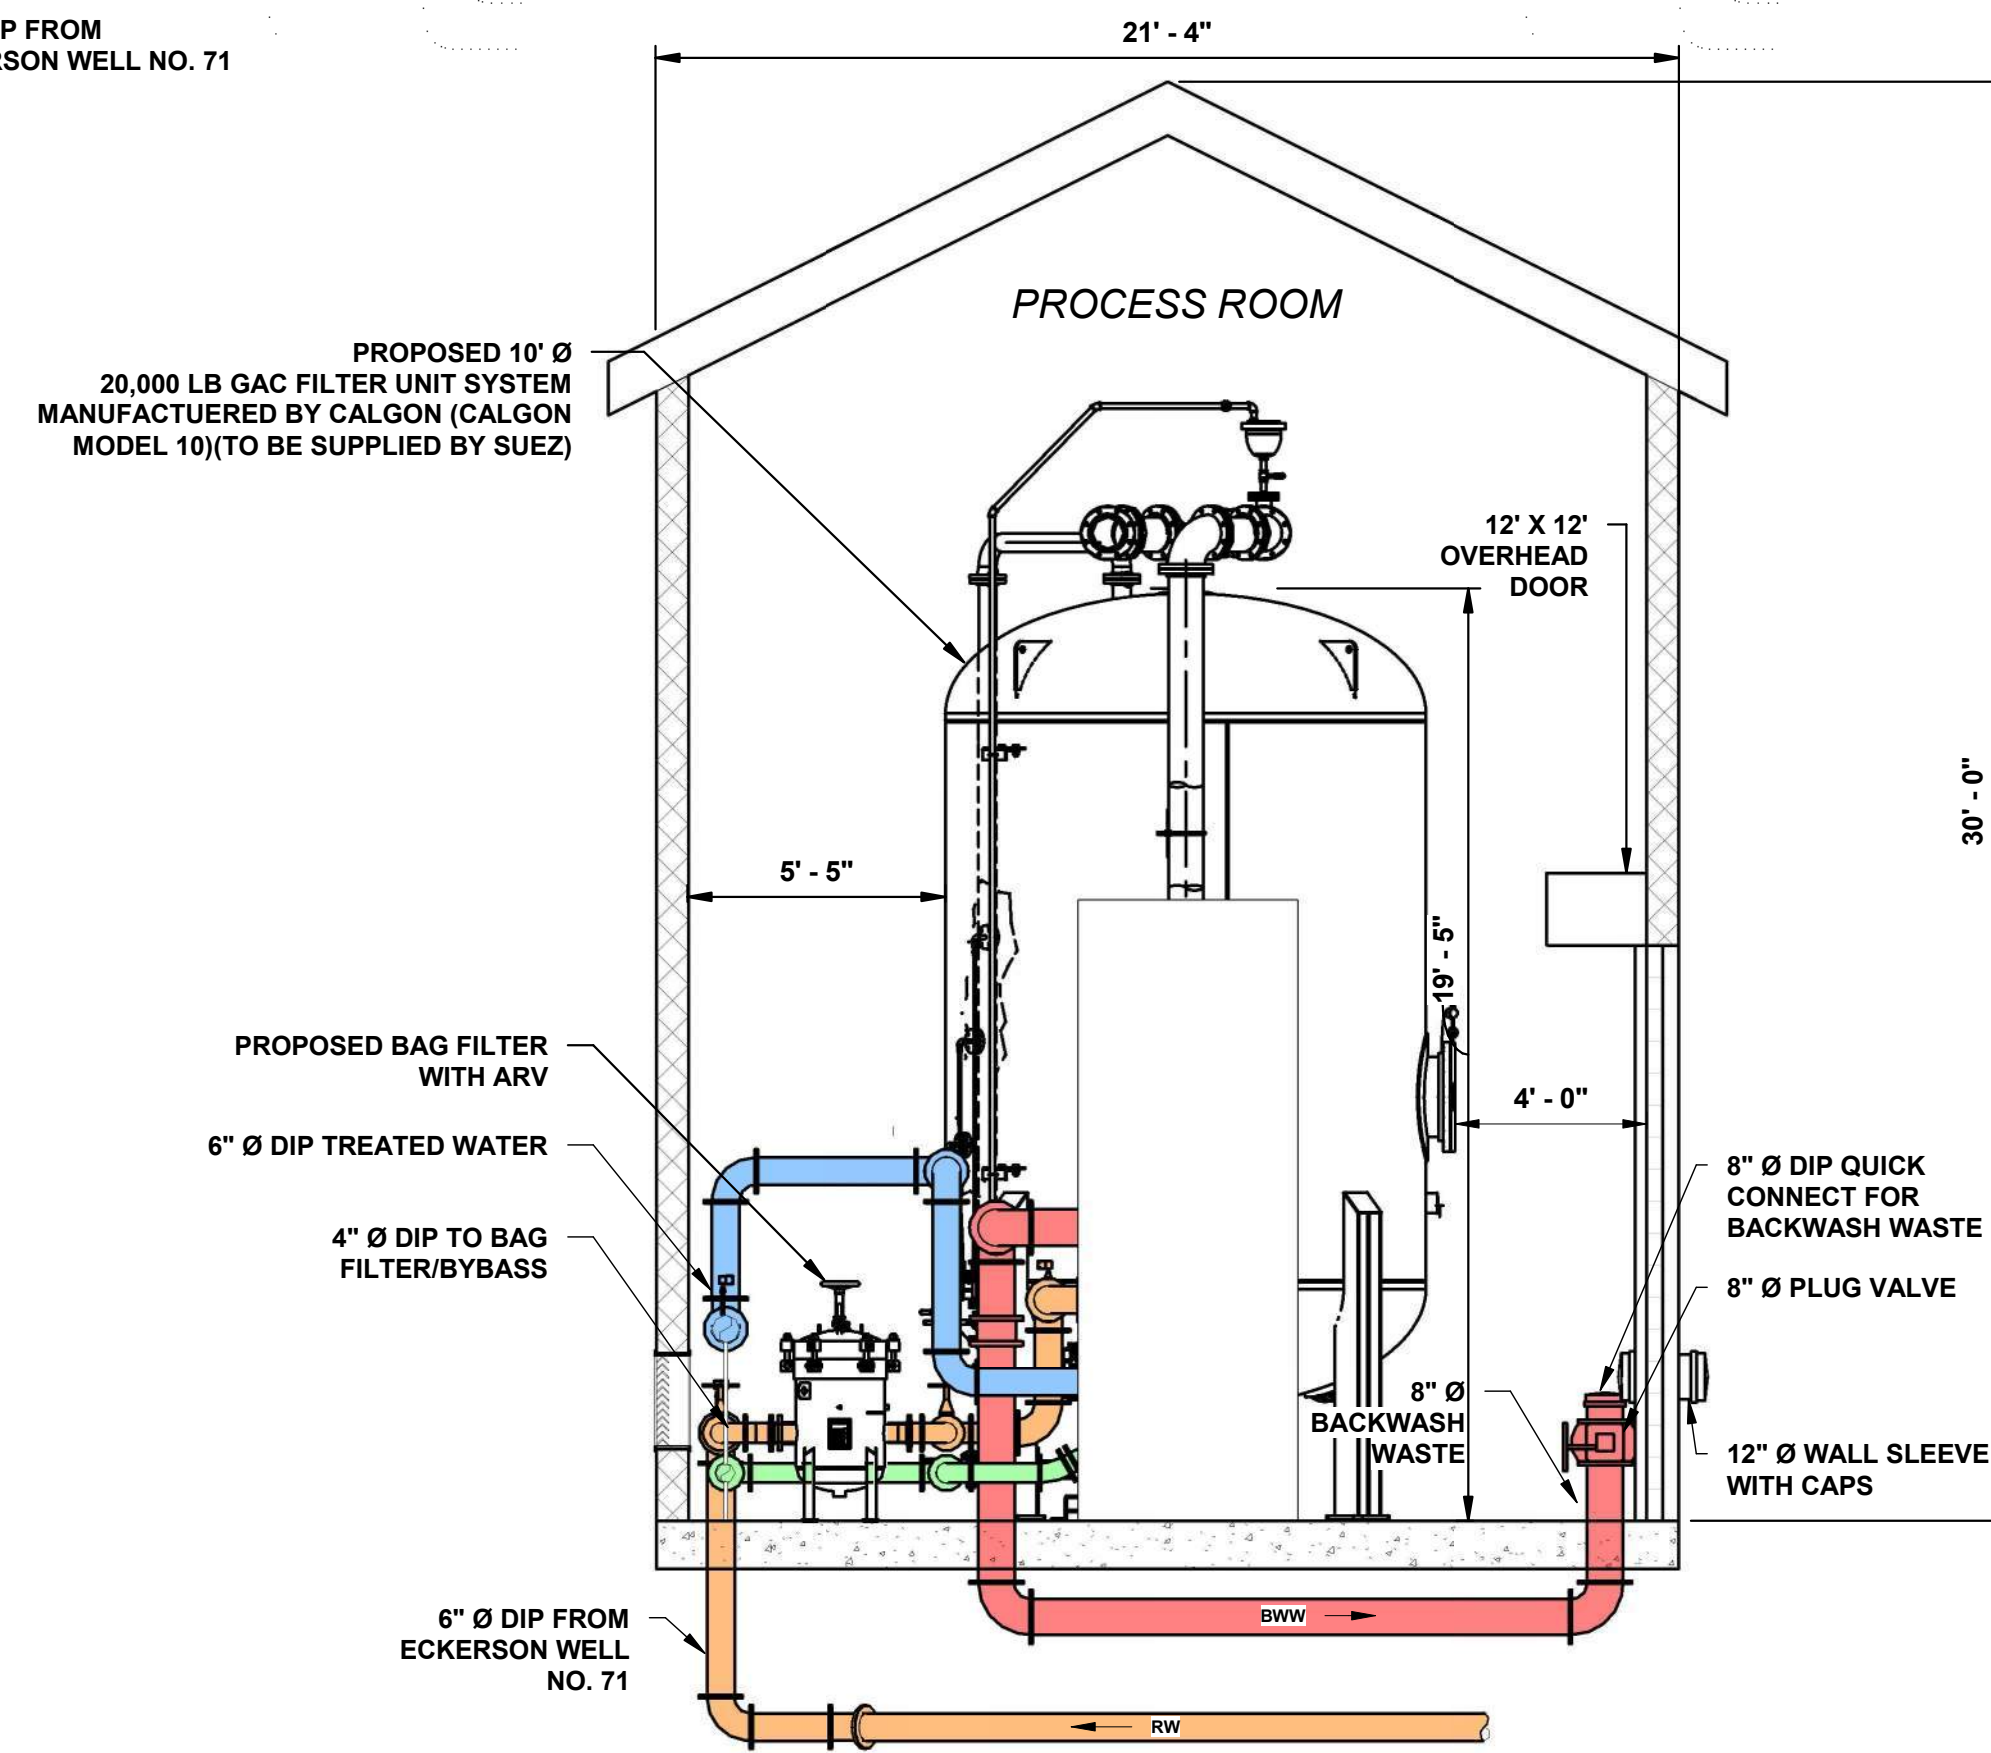 P FROM
RSON WELL NO. 71
21' - 4"
PROCESS ROOM
PROPOSED 10' Ø
20,000 LB GAC FILTER UNIT SYSTEM
MANUFACTUERED BY CALGON (CALGON
MODEL 10)(TO BE SUPPLIED BY SUEZ)
12' X 12'
OVERHEAD
DOOR
30' - 0"
5' - 5"
19' - 5"
PROPOSED BAG FILTER
WITH ARV
4' - 0"
6" Ø DIP TREATED WATER
8" Ø DIP QUICK
CONNECT FOR
BACKWASH WASTE
4" Ø DIP TO BAG
FILTER/BYBASS
8" Ø PLUG VALVE
8" Ø
BACKWASH
WASTE
12" Ø WALL SLEEVE
WITH CAPS
6" Ø DIP FROM
ECKERSON WELL
NO. 71
BWW
RW